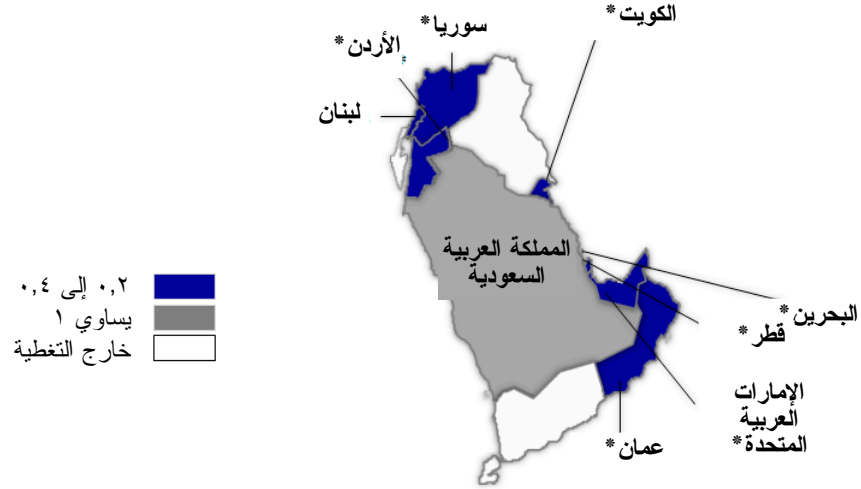 الكويت*
سوريا*
الأردن*
لبنان
المملكة العربية
السعودية
٠,٢ إلى ٠,٤
يساوي ١
خارج التغطية
البحرين*
قطر*
الإمارات
العربية
المتحدة*
عمان*